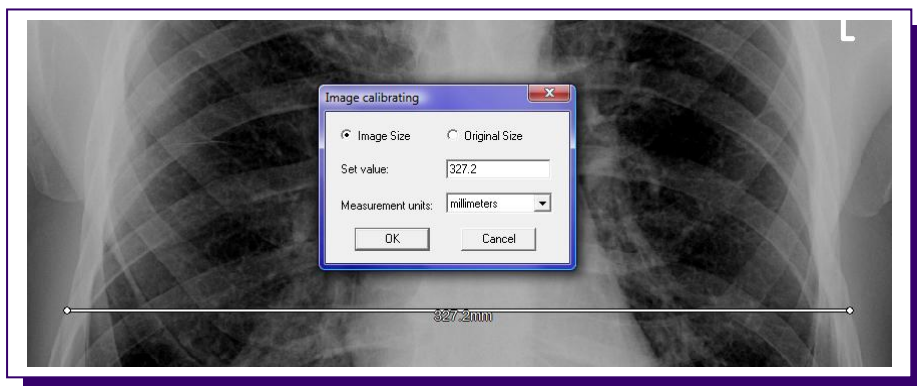 L
Image calibrating
Image Size Original Size
Set value: 327.2
Measurement units: millimeters
OK Cancel
327.2mm